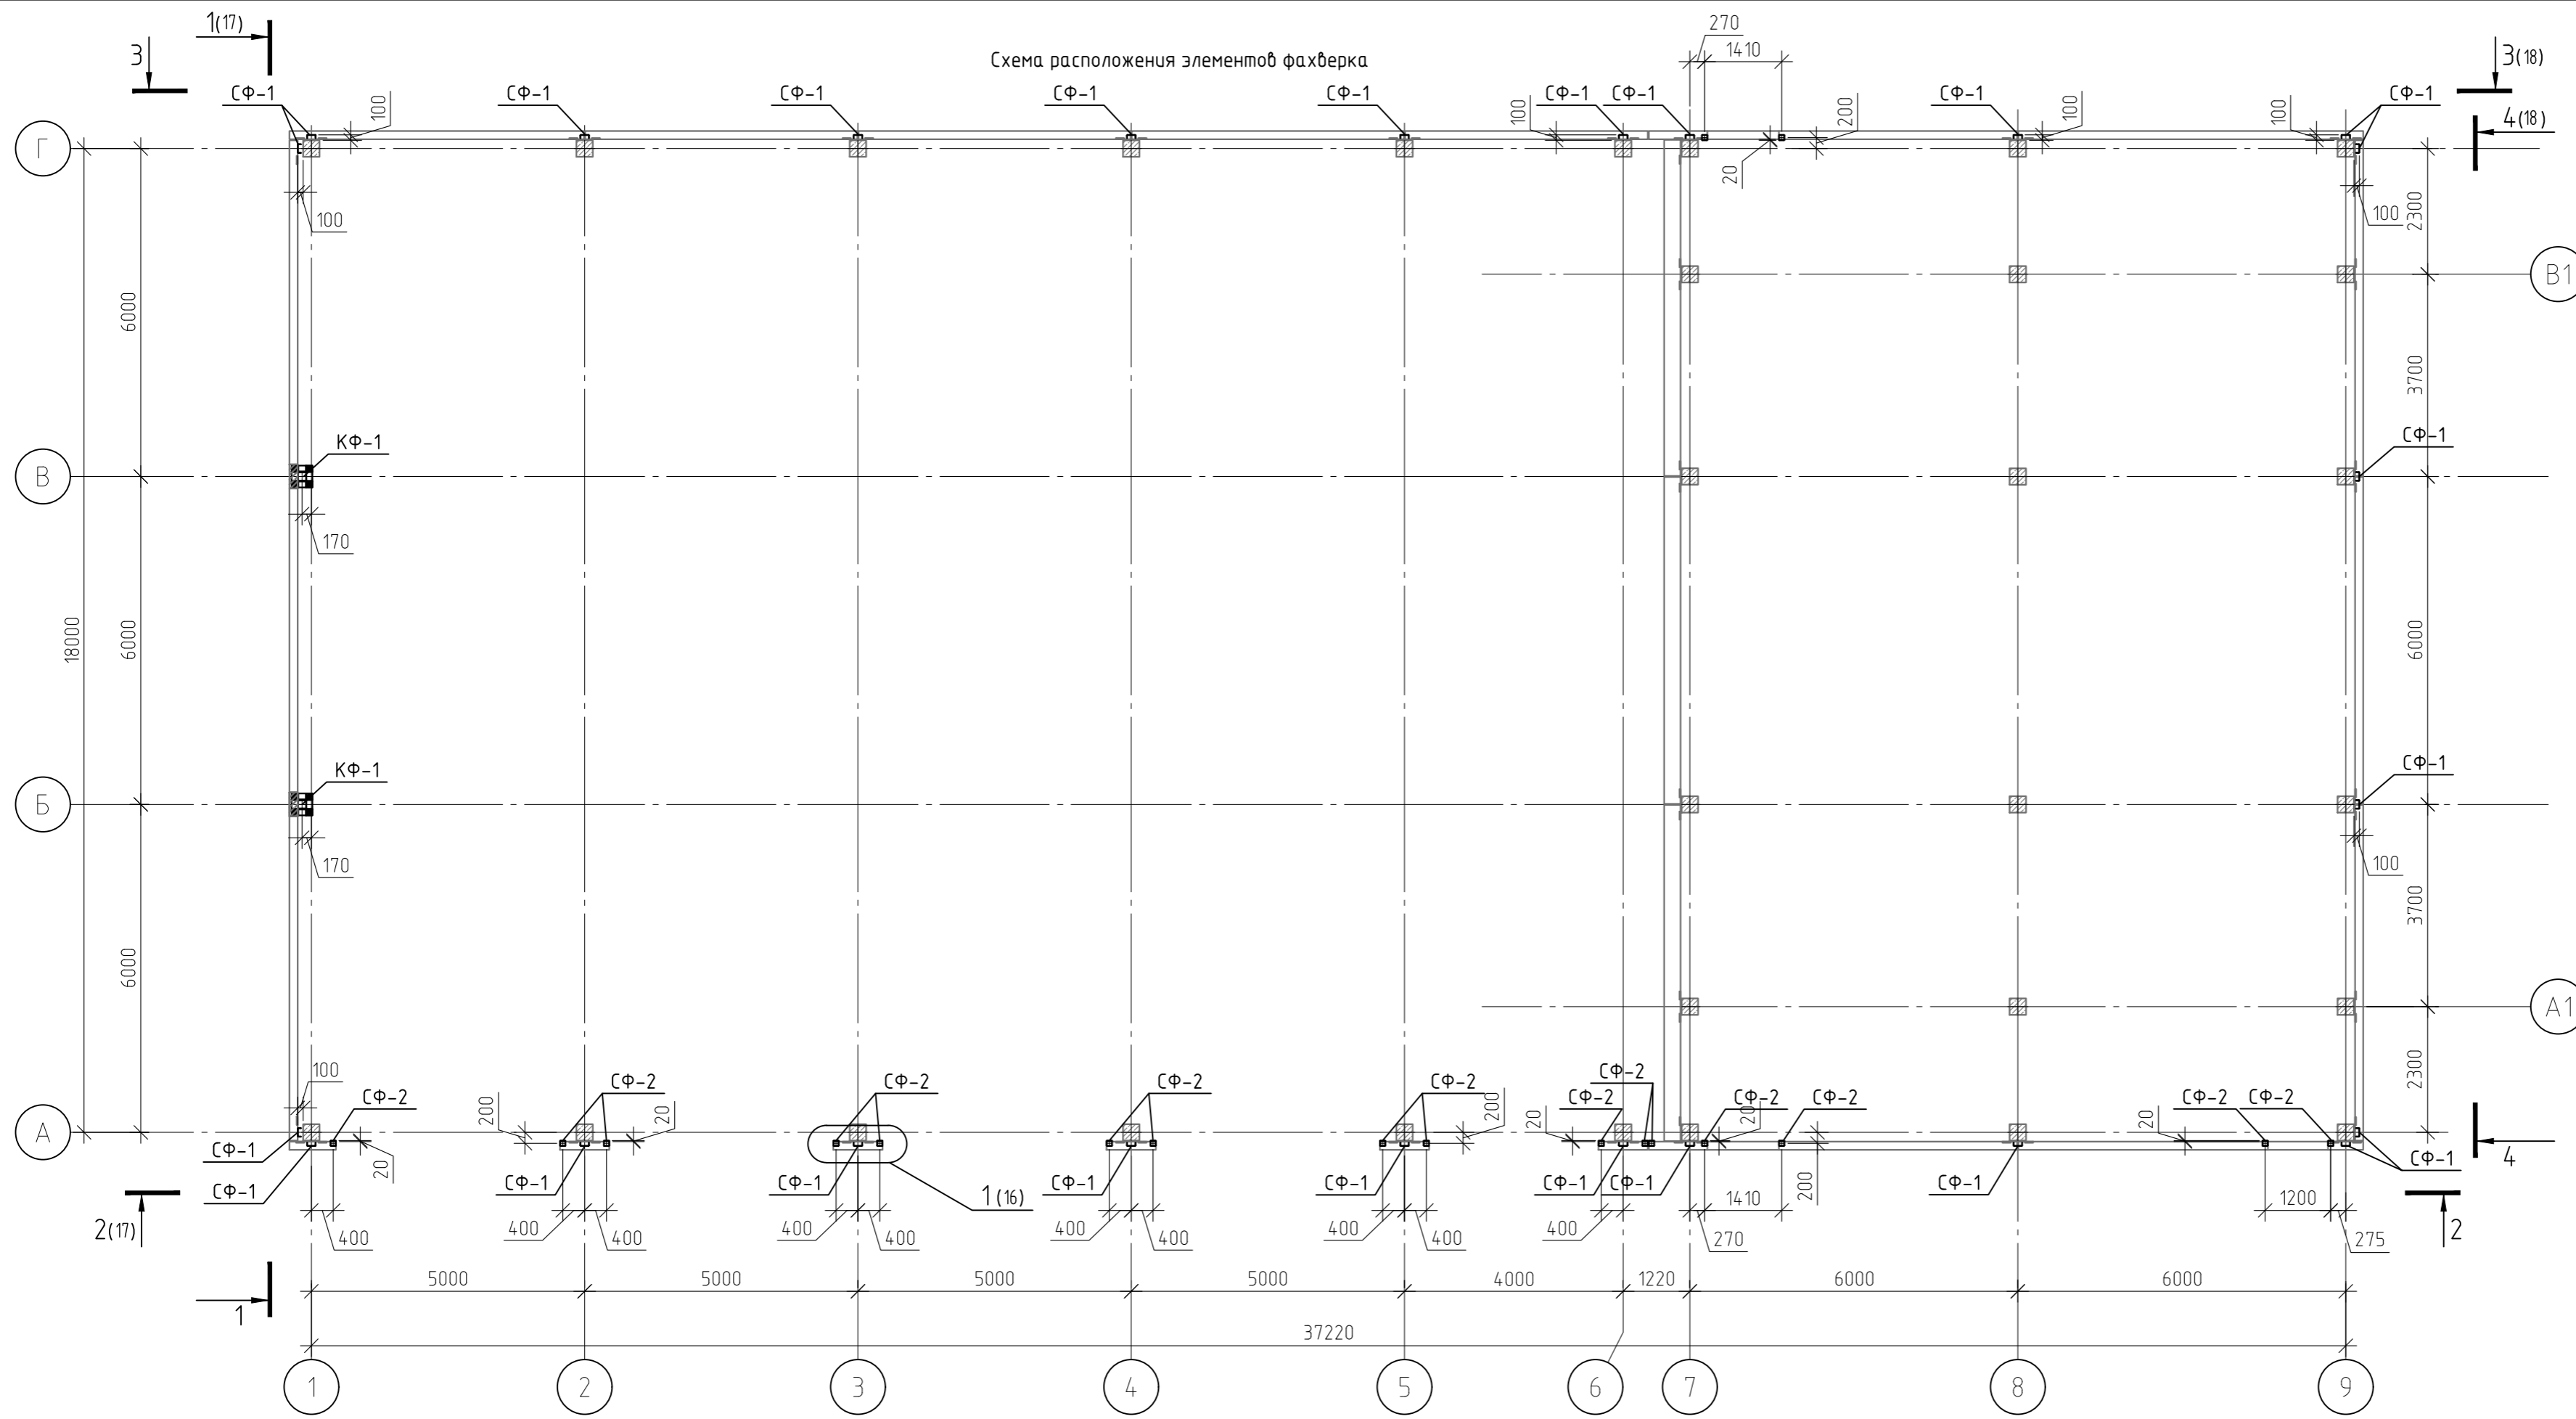 1(17)
270
3
Схема расположения элементов фахверка
1410
3(18)
СФ-1
СФ-1
СФ-1
СФ-1
СФ-1
СФ-1
СФ-1
СФ-1
СФ-1
100
100
200
100
100
4(18)
Г
20
100
100
2300
В1
6000
3700
КФ-1
СФ-1
В
170
18000
6000
6000
КФ-1
СФ-1
Б
170
100
3700
6000
А1
100
СФ-2
СФ-2
СФ-2
СФ-2
СФ-2
СФ-2
2300
СФ-2
СФ-2
СФ-2
СФ-2
СФ-2
200
20
200
20
20
20
А
СФ-1
20
4
СФ-1
СФ-1
СФ-1
СФ-1
СФ-1
СФ-1
СФ-1
СФ-1
СФ-1
1(16)
1410
200
1200
2(17)
400
400
400
400
400
400
400
400
400
400
270
275
2
5000
5000
5000
5000
4000
1220
6000
6000
1
37220
1
2
3
4
5
6
7
8
9